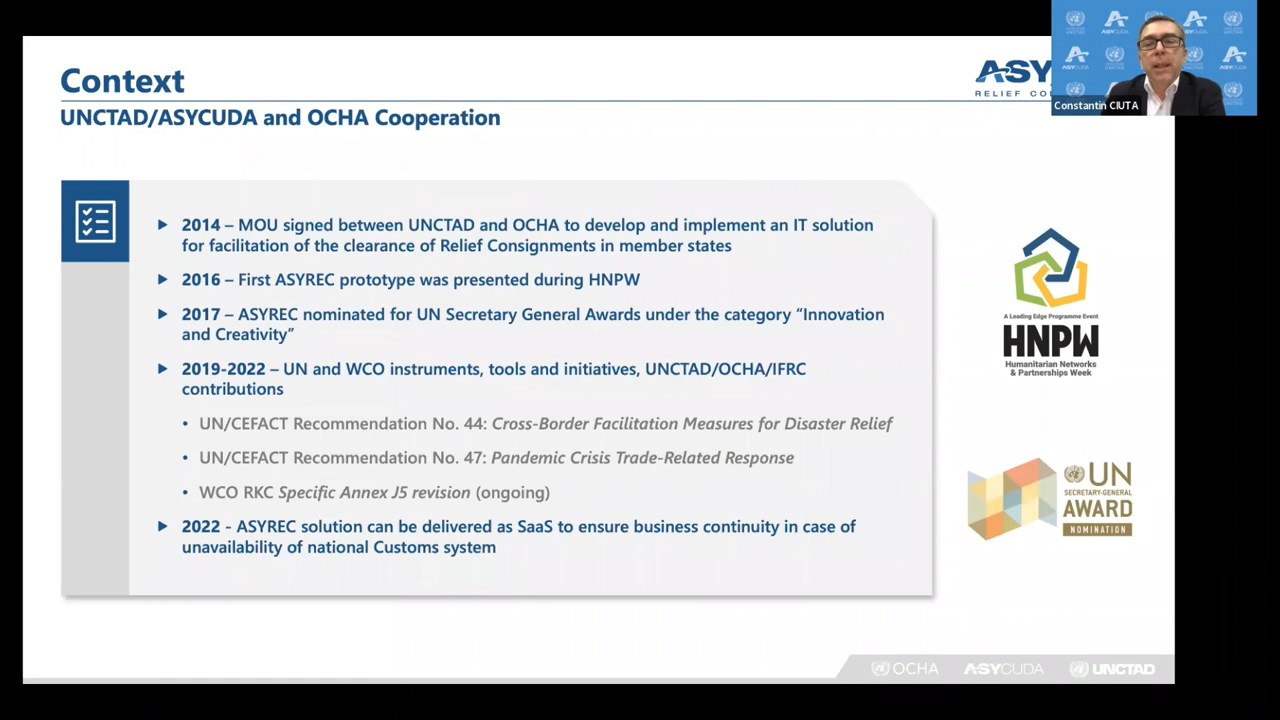 Context
UNCTAD/ASYCUDA and OCHA Cooperation
ASY
RELIEF CO
Constantin CIUTA
2014 – MOU signed between UNCTAD and OCHA to develop and implement an IT solution
for facilitation of the clearance of Relief Consignments in member states
2016 – First ASYREC prototype was presented during HNPW
2017 – ASYREC nominated for UN Secretary General Awards under the category “Innovation
and Creativity”
2019-2022 – UN and WCO instruments, tools and initiatives, UNCTAD/OCHA/IFRC
contributions
• UN/CEFACT Recommendation No. 44: Cross-Border Facilitation Measures for Disaster Relief
• UN/CEFACT Recommendation No. 47: Pandemic Crisis Trade-Related Response
• WCO RKC Specific Annex J5 revision (ongoing)
2022 - ASYREC solution can be delivered as SaaS to ensure business continuity in case of
unavailability of national Customs system
A Leading Edge Programme Event
HNPW
Humanitarian Networks
& Partnerships Week
UN
SECRETARY-GENERAL
AWARD
NOMINATION
OCHA
ASYCUDA
UNCTAD